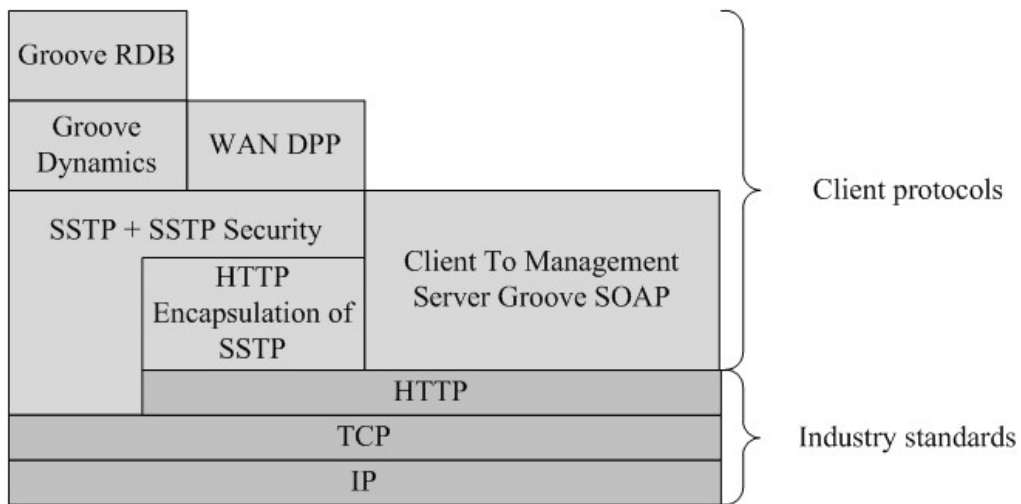 Groove RDB
Groove
Dynamics
WAN DPP
SSTP + SSTP Security
HTTP
Encapsulation of
SSTP
Client To Management
Server Groove SOAP
HTTP
TCP
IP
Client protocols
Industry standards